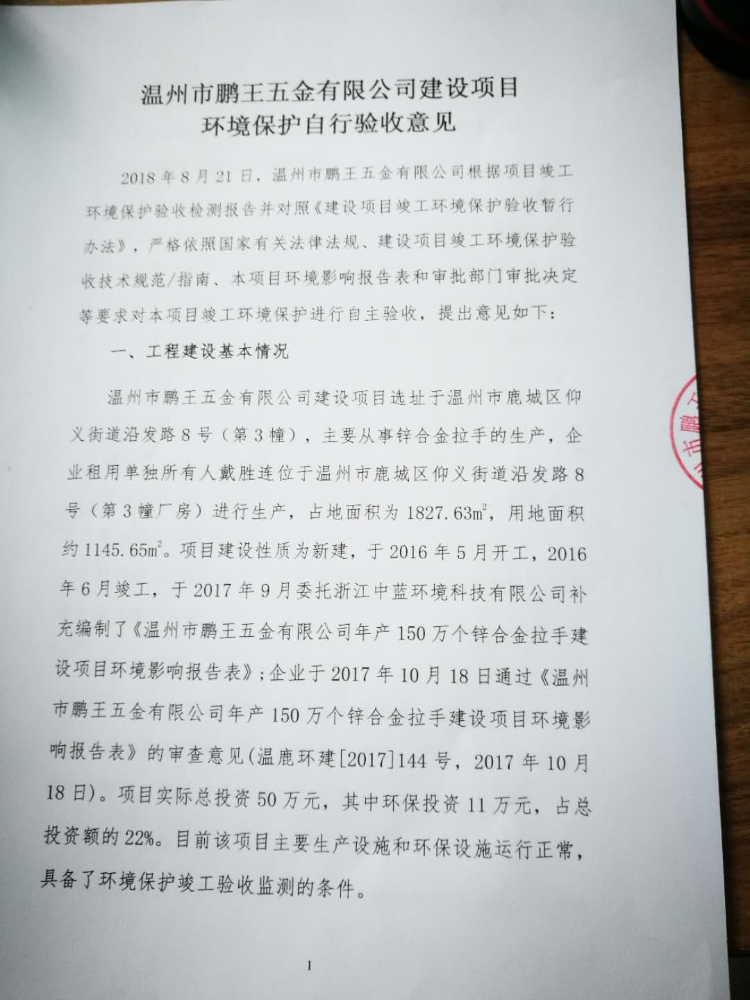 温州市鹏王五金有限公司建设项目
环境保护自行验收意见
2018年8月21日，温州市鹏王五金有限公司根据项目竣工
环境保护验收检测报告并对照《建设项目竣工环境保护验收暂行
办法》，严格依照国家有关法律法规、建设项目竣工环境保护验
收技术规范/指南、本项目环境影响报告表和审批部门审批决定
等要求对本项目竣工环境保护进行自主验收，提出意见如下：
一、工程建设基本情况
温州市鹏王五金有限公司建设项目选址于温州市鹿城区仰
义街道沿发路8号（第3幢），主要从事锌合金拉手的生产，企
业租用单独所有人戴胜连位于温州市鹿城区仰义街道沿发路8
号（第3幢厂房）进行生产，占地面积为1827.63m²，用地面积
约1145.65m²。项目建设性质为新建，于2016年5月开工，2016
年6月竣工，于2017年9月委托浙江中蓝环境科技有限公司补
充编制了《温州市鹏王五金有限公司年产150万个锌合金拉手建
设项目环境影响报告表》;企业于2017年10月18日通过《温州
市鹏王五金有限公司年产150万个锌合金拉手建设项目环境影
响报告表》的审查意见(温鹿环建[2017]144号，2017年10月
18日)。项目实际总投资50万元，其中环保投资11万元，占总
投资额的22%。目前该项目主要生产设施和环保设施运行正常，
具备了环境保护竣工验收监测的条件。
1
市鹏王